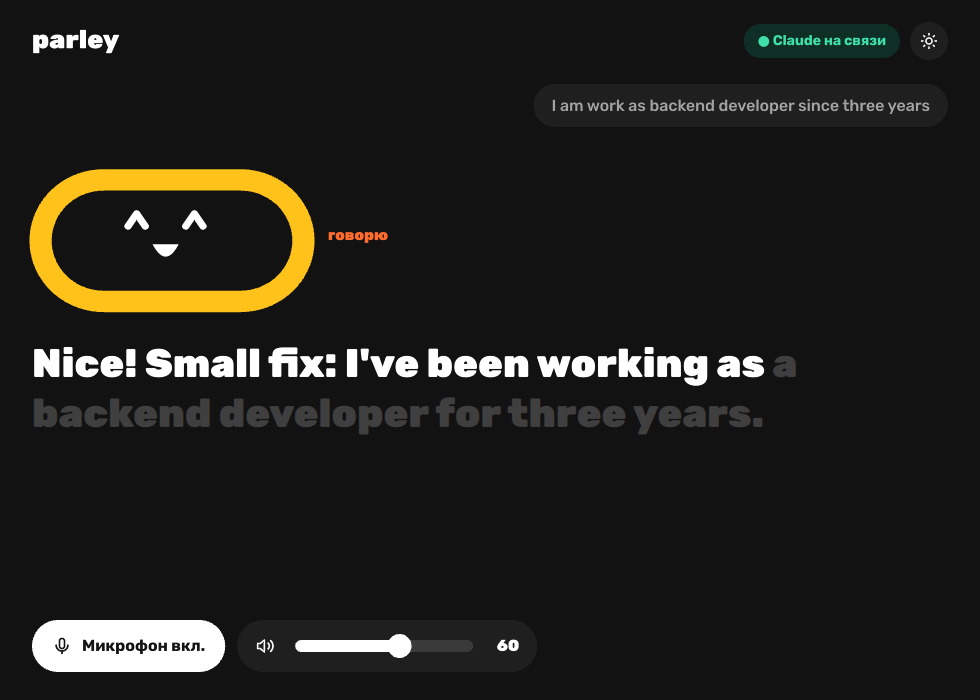 parley
Claude на связи
I am work as backend developer since three years
говорю
Nice! Small fix: I've been working as a
backend developer for three years.
Микрофон вкл.
60